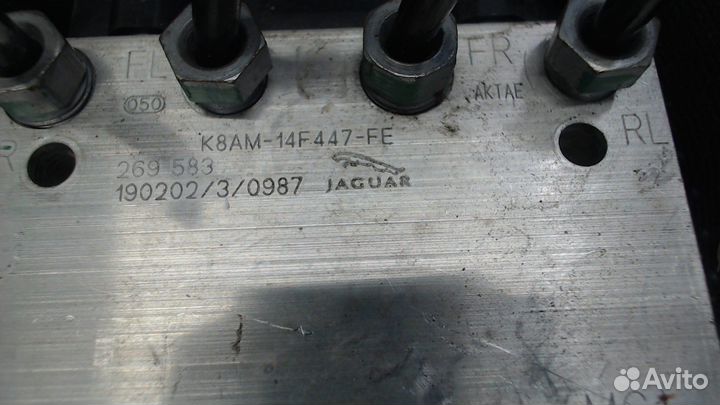 FL
FR
050
AKTAE
K8AM-14F447-FE
R
RL
269 583
190202/3/0987
JAGUAR
Avito